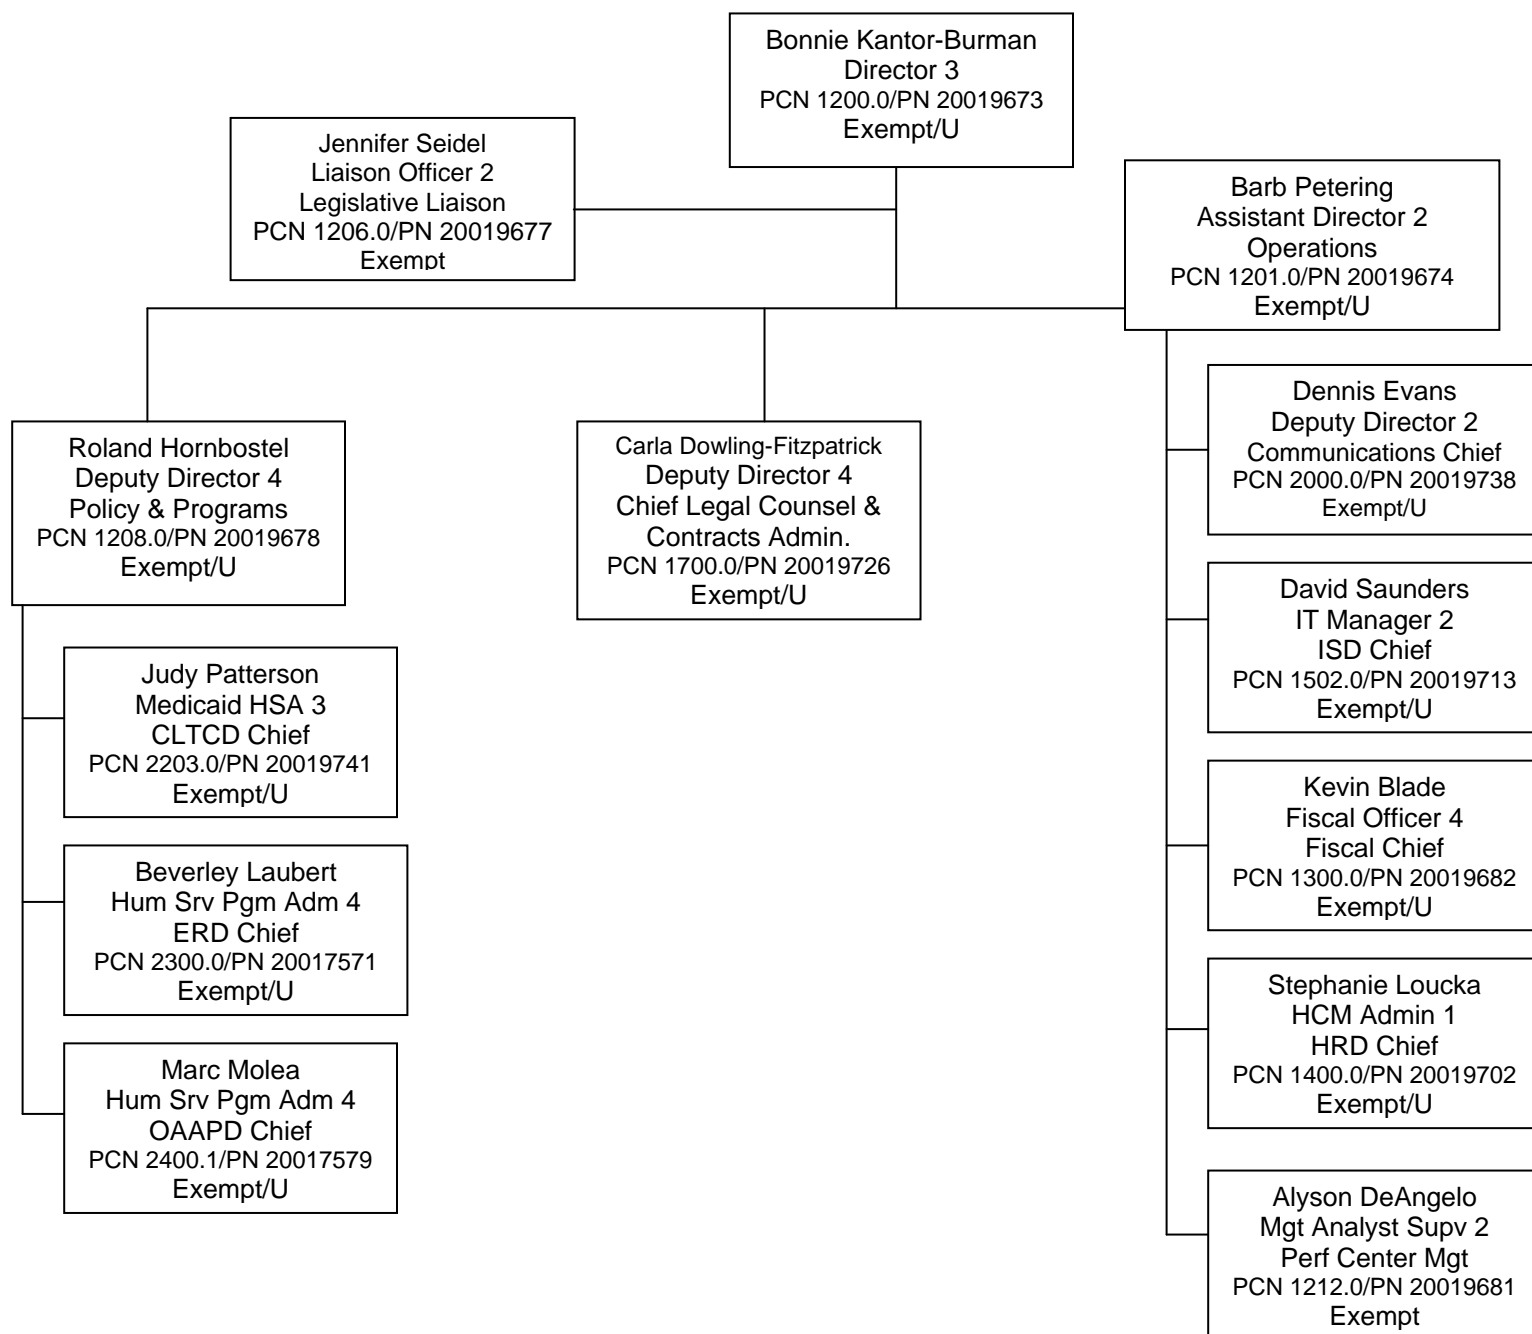 Bonnie Kantor-Burman
Director 3
PCN 1200.0/PN 20019673
Exempt/U
Jennifer Seidel
Liaison Officer 2
Legislative Liaison
PCN 1206.0/PN 20019677
Exempt
Barb Petering
Assistant Director 2
Operations
PCN 1201.0/PN 20019674
Exempt/U
Roland Hornbostel
Deputy Director 4
Policy & Programs
PCN 1208.0/PN 20019678
Exempt/U
Carla Dowling-Fitzpatrick
Deputy Director 4
Chief Legal Counsel &
Contracts Admin.
PCN 1700.0/PN 20019726
Exempt/U
Dennis Evans
Deputy Director 2
Communications Chief
PCN 2000.0/PN 20019738
Exempt/U
David Saunders
IT Manager 2
ISD Chief
PCN 1502.0/PN 20019713
Exempt/U
Judy Patterson
Medicaid HSA 3
CLTCD Chief
PCN 2203.0/PN 20019741
Exempt/U
Kevin Blade
Fiscal Officer 4
Fiscal Chief
PCN 1300.0/PN 20019682
Exempt/U
Beverley Laubert
Hum Srv Pgm Adm 4
ERD Chief
PCN 2300.0/PN 20017571
Exempt/U
Stephanie Loucka
HCM Admin 1
HRD Chief
PCN 1400.0/PN 20019702
Exempt/U
Marc Molea
Hum Srv Pgm Adm 4
OAAPD Chief
PCN 2400.1/PN 20017579
Exempt/U
Alyson DeAngelo
Mgt Analyst Supv 2
Perf Center Mgt
PCN 1212.0/PN 20019681
Exempt